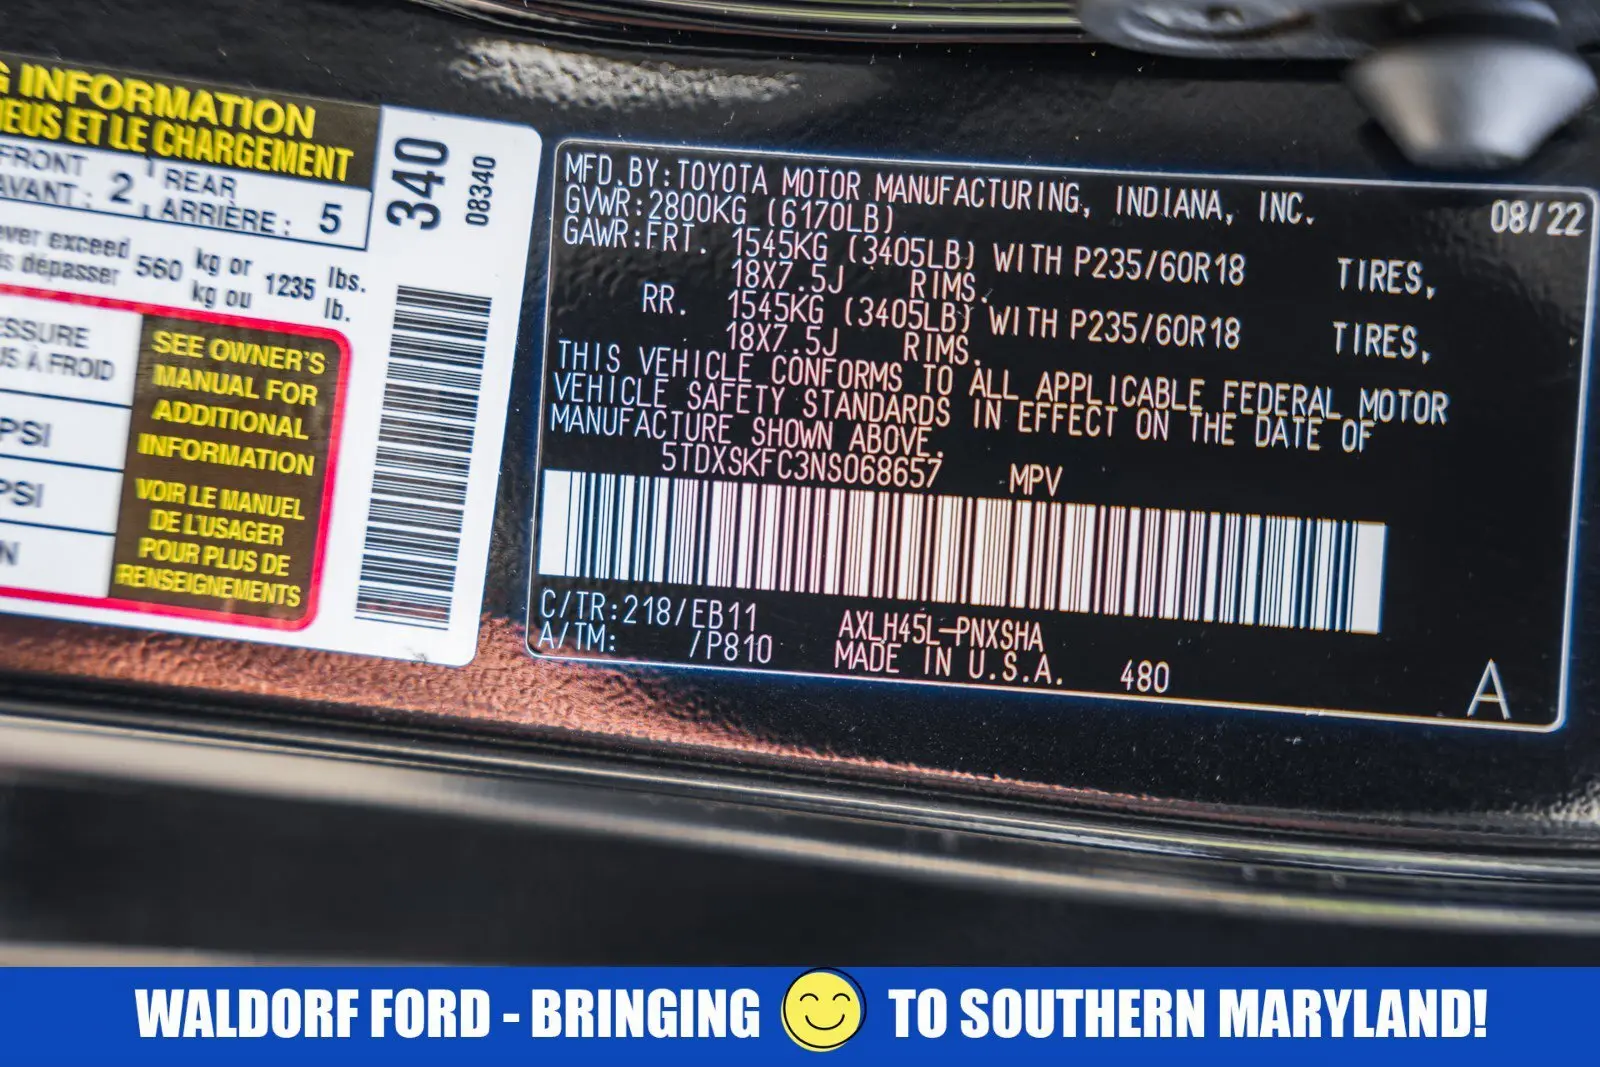 G INFORMATION
EUS ET LE CHARGEMENT
FRONT
AVANT : 2
REAR
ARRIÈRE : 5
ever exceed
is dépasser
560 kg or
kg ou
1235 lbs.
lb.
ESSURE
US À FROID
PSI
PSI
N
SEE OWNER'S
MANUAL FOR
ADDITIONAL
INFORMATION
VOIR LE MANUEL
DE L'USAGER
POUR PLUS DE
RENSEIGNEMENTS
340
08340
MFD.BY:TOYOTA MOTOR MANUFACTURING, INDIANA, INC. 08/22
GVWR:2800KG (6170LB)
GAWR:FRT. 1545KG (3405LB) WITH P235/60R18 TIRES,
18X7.5J RIMS.
RR. 1545KG (3405LB) WITH P235/60R18 TIRES,
18X7.5J RIMS.
THIS VEHICLE CONFORMS TO ALL APPLICABLE FEDERAL MOTOR
VEHICLE SAFETY STANDARDS IN EFFECT ON THE DATE OF
MANUFACTURE SHOWN ABOVE.
5TDXSKFC3NS068657 MPV
C/TR:218/EB11 AXLH45L-PNXSHA
A/TM: /P810 MADE IN U.S.A. 480
A
WALDORF FORD - BRINGING TO SOUTHERN MARYLAND!